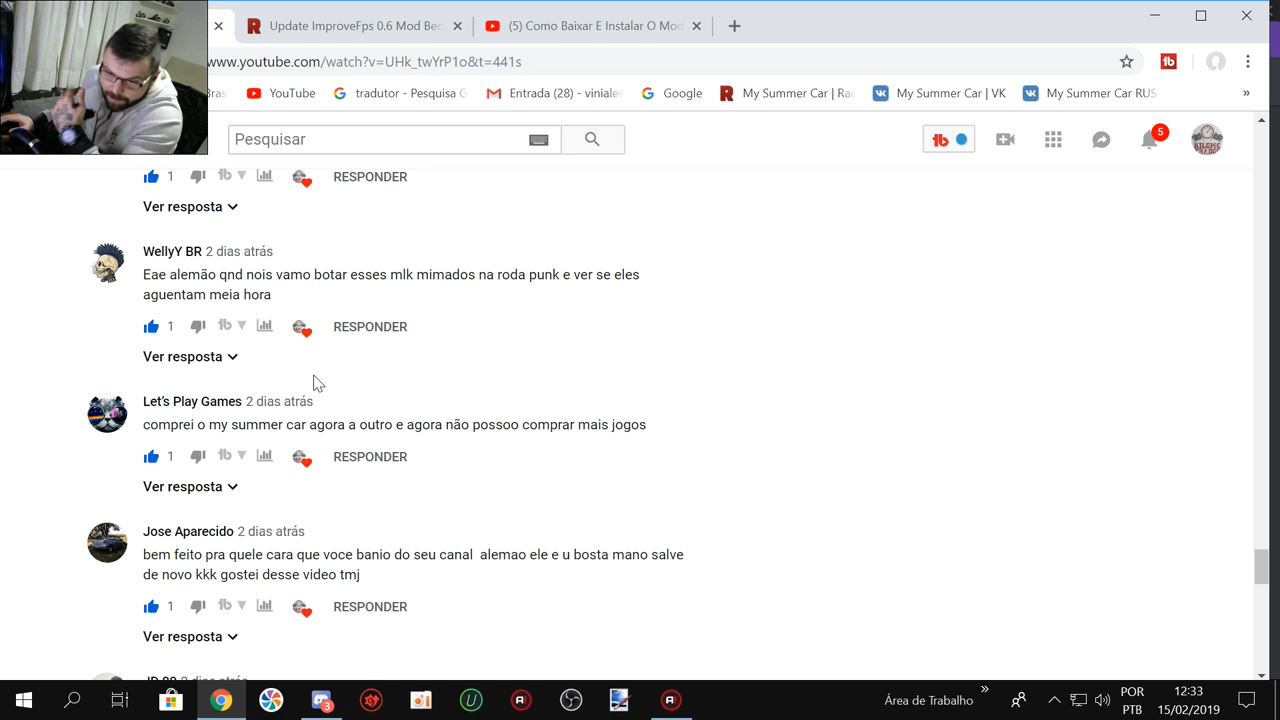 Update ImproveFps 0.6 Mod Bec
(5) Como Baixar E Instalar O Mod
www.youtube.com/watch?v=UHk_twYrP1o&t=441s
Bras
YouTube
tradutor - Pesquisa G
Entrada (28) - vinialer
Google
My Summer Car | Rac
My Summer Car | VK
My Summer Car RUS
»
Pesquisar
5
1 RESPONDER
Ver resposta
WellyY BR 2 dias atrás
Eae alemão qnd nois vamo botar esses mlk mimados na roda punk e ver se eles
aguentam meia hora
1 RESPONDER
Ver resposta
Let's Play Games 2 dias atrás
comprei o my summer car agora a outro e agora não possoo comprar mais jogos
1 RESPONDER
Ver resposta
Jose Aparecido 2 dias atrás
bem feito pra quele cara que voce banio do seu canal alemao ele e u bosta mano salve
de novo kkk gostei desse video tmj
1 RESPONDER
Ver resposta
3
Área de Trabalho
»
POR
PTB
12:33
15/02/2019